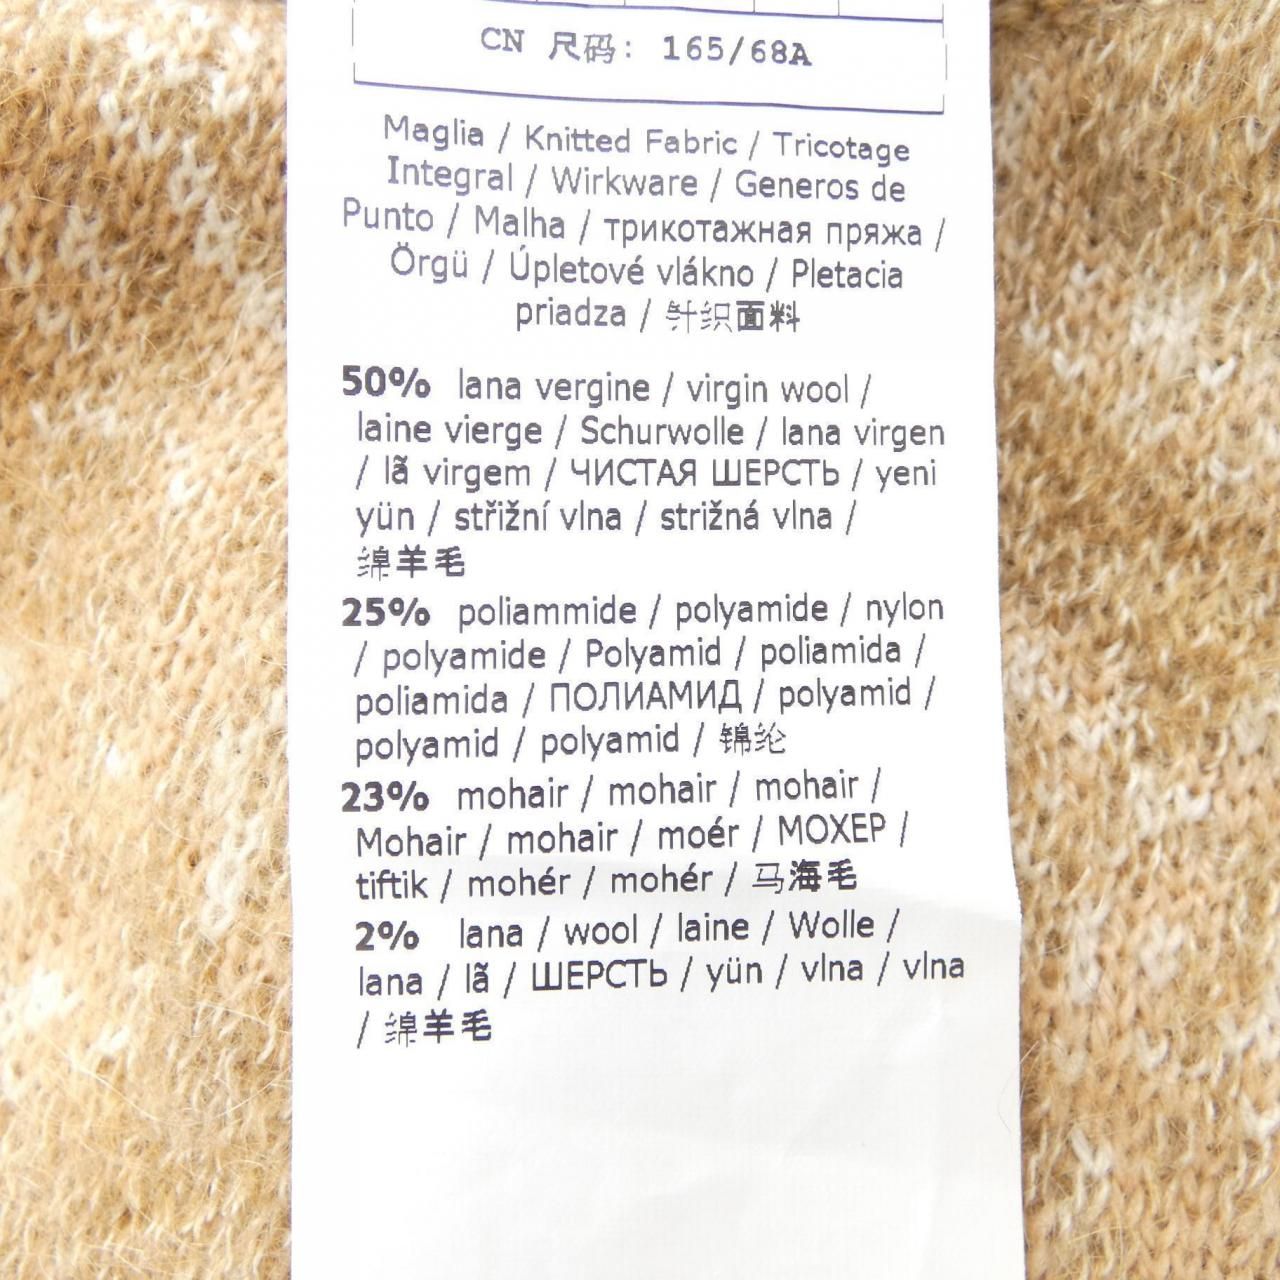 CN 尺码: 165/68A
Maglia / Knitted Fabric / Tricotage
Integral / Wirkware / Generos de
Punto / Malha / трикотажная пряжа /
Örgü / Úpletové vlákno / Pletacia
priadza / 针织面料
50% lana vergine / virgin wool /
laine vierge / Schurwolle / lana virgen
/ lã virgem / ЧИСТАЯ ШЕРСТЬ / yeni
yün / střižní vlna / strižná vlna /
绵羊毛
25% poliammide / polyamide / nylon
/ polyamide / Polyamid / poliamida /
poliamida / ПОЛИАМИД / polyamid /
polyamid / polyamid / 锦纶
23% mohair / mohair / mohair /
Mohair / mohair / moér / МОХЕР /
tiftik / mohér / mohér / 马海毛
2% lana / wool / laine / Wolle /
lana / lã / ШЕРСТЬ / yün / vlna / vlna
/ 绵羊毛